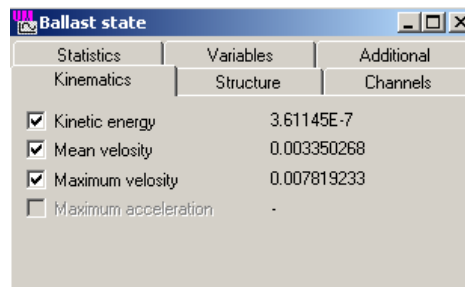 Ballast state
Statistics Variables Additional
Kinematics Structure Channels
Kinetic energy 3.61145E-7
Mean velosity 0.003350268
Maximum velosity 0.007819233
Maximum acceleration -